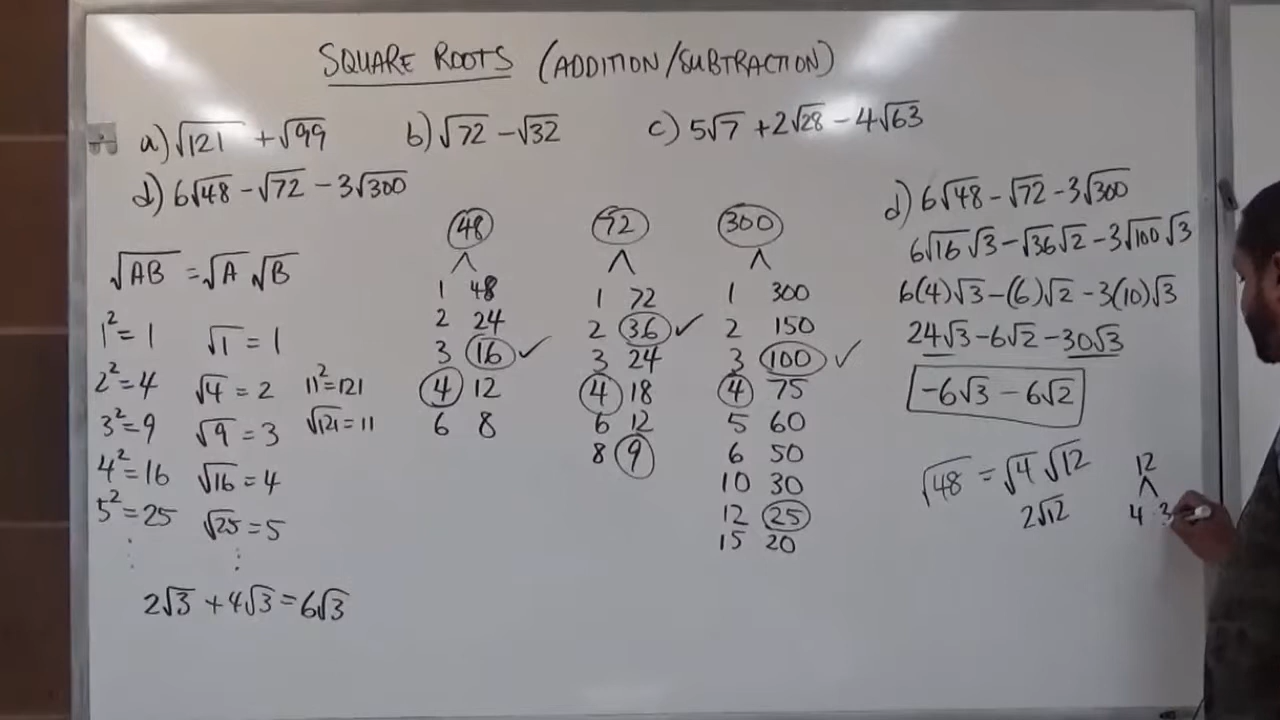 SQUARE ROOTS (ADDITION/SUBTRACTION)
a) √121 + √99 b) √72 - √32 c) 5√7 + 2√28 - 4√63
d) 6√48 - √72 - 3√300
√AB = √A √B
1² = 1 √1 = 1
2² = 4 √4 = 2 11² = 121
3² = 9 √9 = 3 √121 = 11
4² = 16 √16 = 4
5² = 25 √25 = 5
⋮ ⋮
2√3 + 4√3 = 6√3
48
∧
1 48
2 24
3 16 ✓
4 12
6 8
72
∧
1 72
2 36 ✓
3 24
4 18
6 12
8 9
300
∧
1 300
2 150
3 100 ✓
4 75
5 60
6 50
10 30
12 25
15 20
d) 6√48 - √72 - 3√300
6√16 √3 - √36 √2 - 3√100 √3
6(4)√3 - (6)√2 - 3(10)√3
24√3 - 6√2 - 30√3
-6√3 - 6√2
√48 = √4 √12
2√12
12
∧
4 3